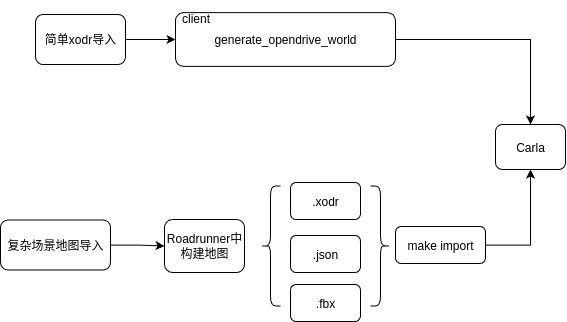 client
简单xodr导入
generate_opendrive_world
Carla
.xodr
复杂场景地图导入
Roadrunner中
构建地图
.json
make import
.fbx